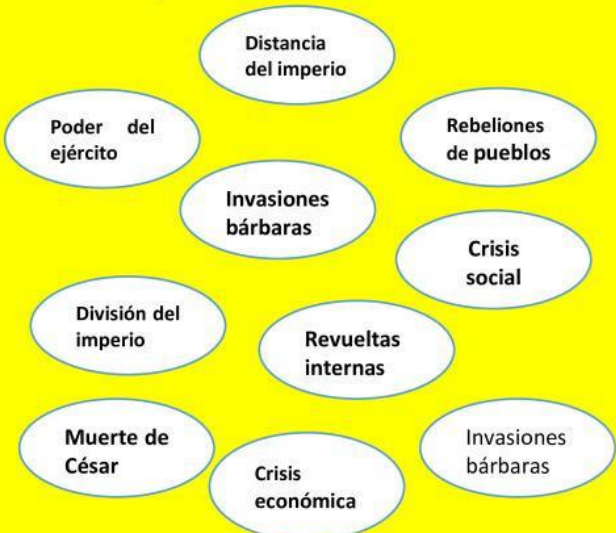 Distancia
del imperio
Poder del
ejército
Rebeliones
de pueblos
Invasiones
bárbaras
Crisis
social
División del
imperio
Revueltas
internas
Muerte de
César
Invasiones
bárbaras
Crisis
económica